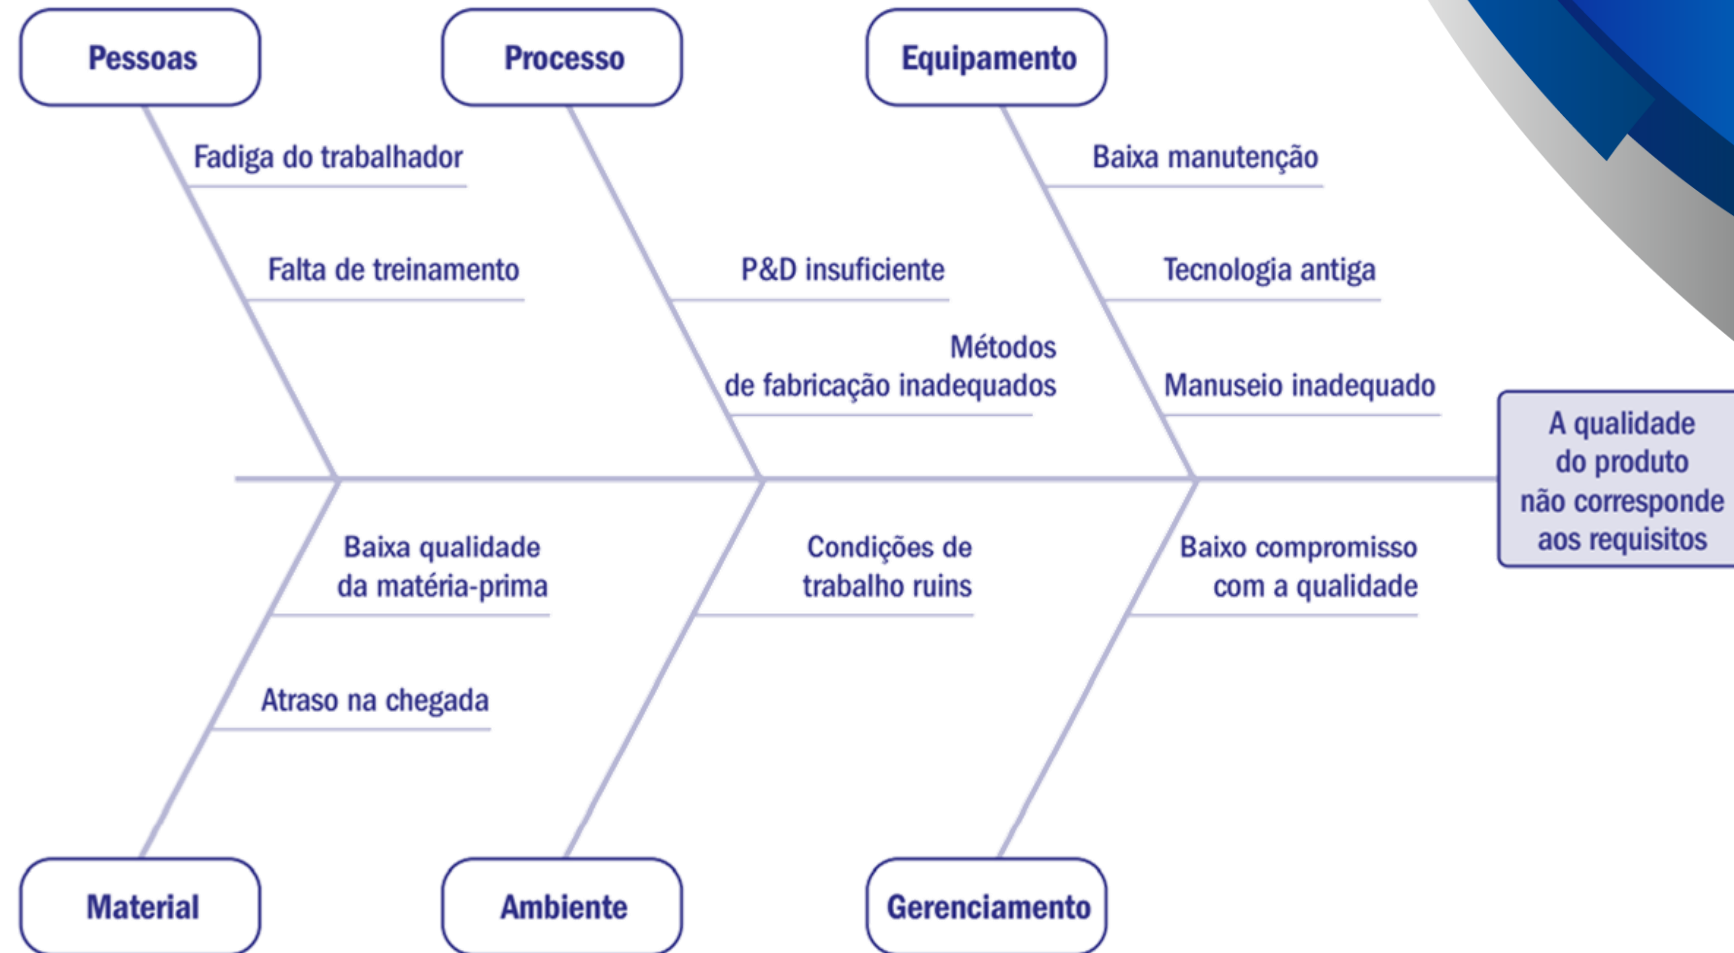 Pessoas
Processo
Equipamento
Fadiga do trabalhador
Baixa manutenção
Falta de treinamento
P&D insuficiente
Tecnologia antiga
Métodos
de fabricação inadequados
Manuseio inadequado
A qualidade
do produto
não corresponde
aos requisitos
Baixa qualidade
da matéria-prima
Condições de
trabalho ruins
Baixo compromisso
com a qualidade
Atraso na chegada
Material
Ambiente
Gerenciamento